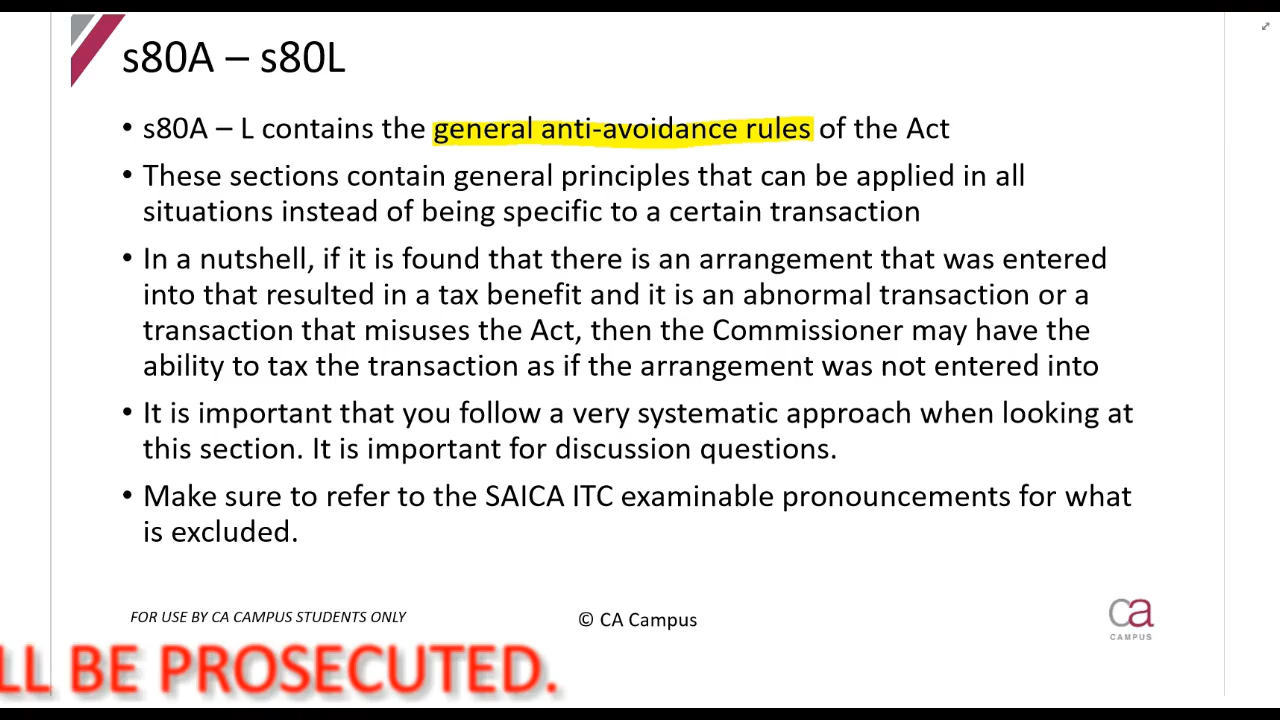 s80A – s80L
• s80A – L contains the general anti-avoidance rules of the Act
• These sections contain general principles that can be applied in all
situations instead of being specific to a certain transaction
• In a nutshell, if it is found that there is an arrangement that was entered
into that resulted in a tax benefit and it is an abnormal transaction or a
transaction that misuses the Act, then the Commissioner may have the
ability to tax the transaction as if the arrangement was not entered into
• It is important that you follow a very systematic approach when looking at
this section. It is important for discussion questions.
• Make sure to refer to the SAICA ITC examinable pronouncements for what
is excluded.
FOR USE BY CA CAMPUS STUDENTS ONLY
© CA Campus
ca
CAMPUS
LL BE PROSECUTED.